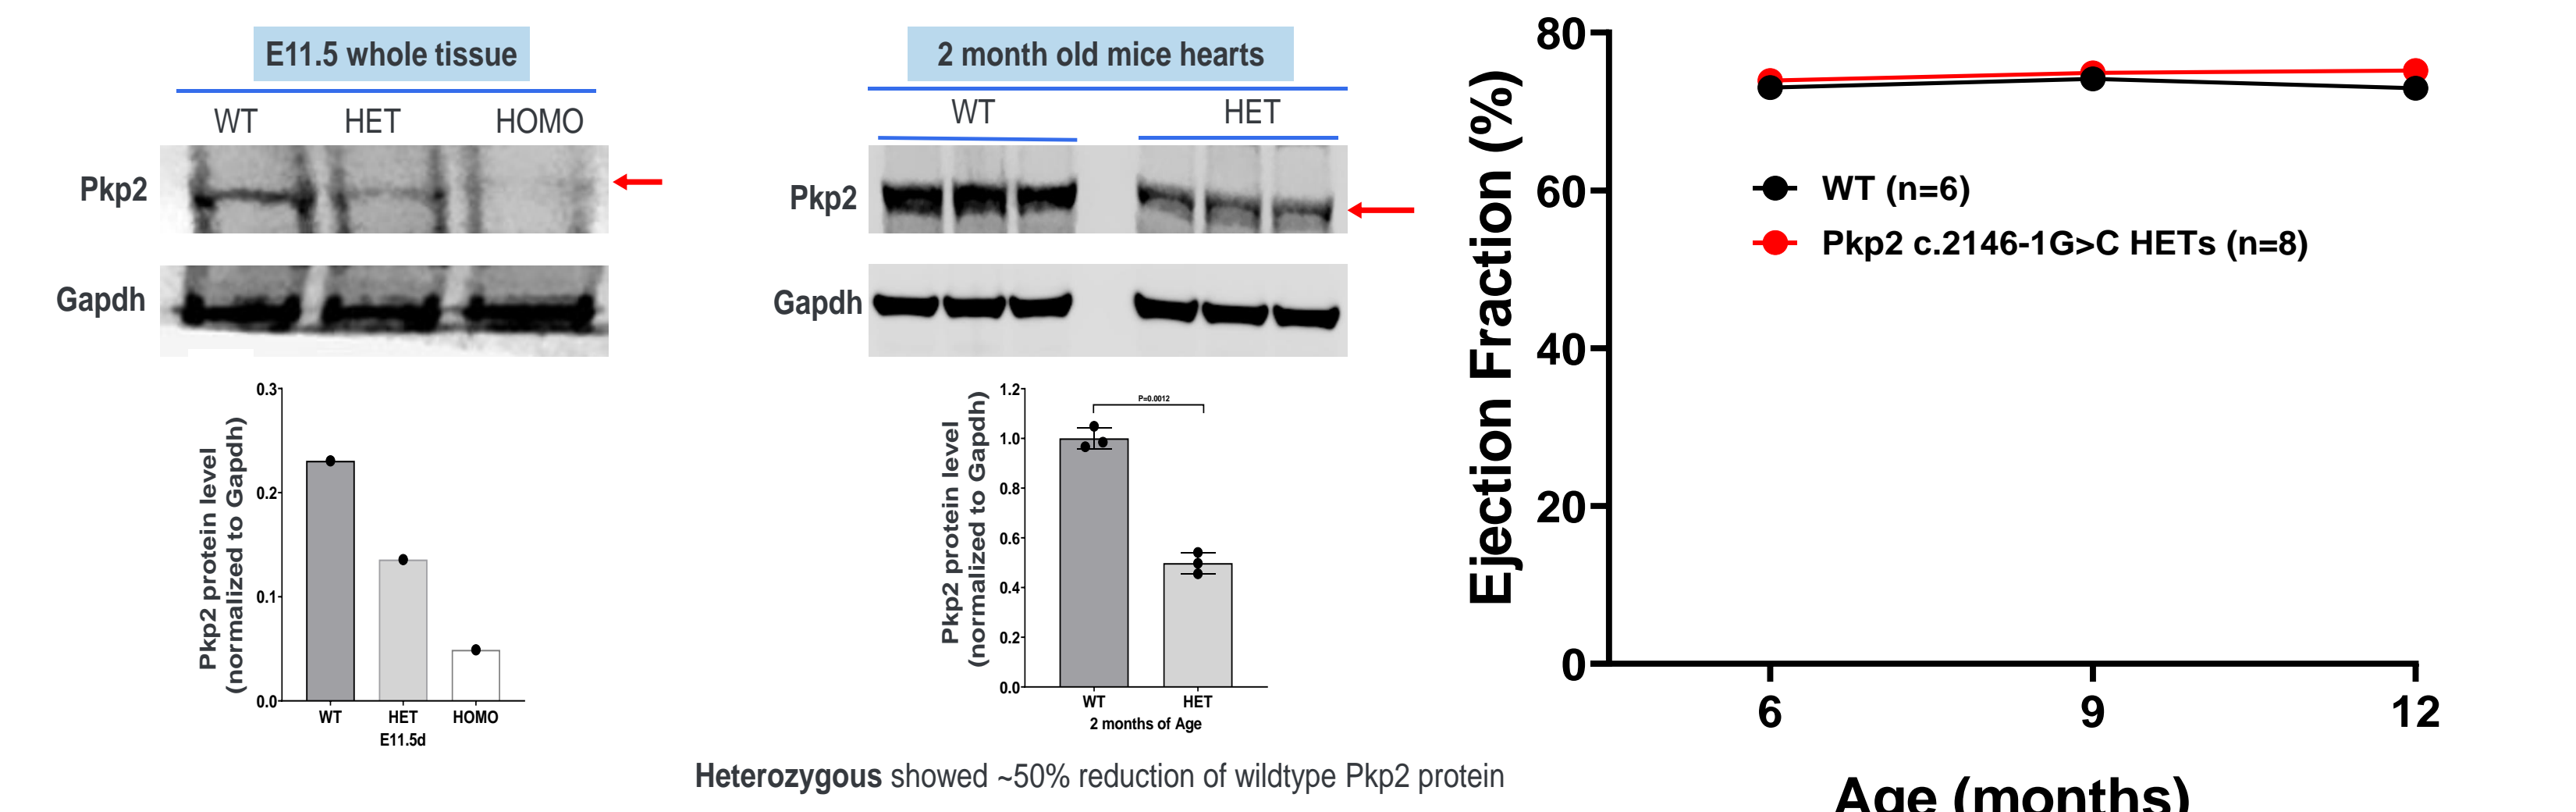 E11.5 whole tissue
WT HET HOMO
Pkp2
Gapdh
0.3
0.2
0.1
0.0
Pkp2 protein level
(normalized to Gapdh)
WT HET HOMO
E11.5d
2 month old mice hearts
WT HET
Pkp2
Gapdh
1.2
1.0
0.8
0.6
0.4
0.2
0.0
Pkp2 protein level
(normalized to Gapdh)
P=0.0012
WT HET
2 months of Age
Heterozygous showed ~50% reduction of wildtype Pkp2 protein
Ejection Fraction (%)
80
60
40
20
0
WT (n=6)
Pkp2 c.2146-1G>C HETs (n=8)
6 9 12
Age (months)